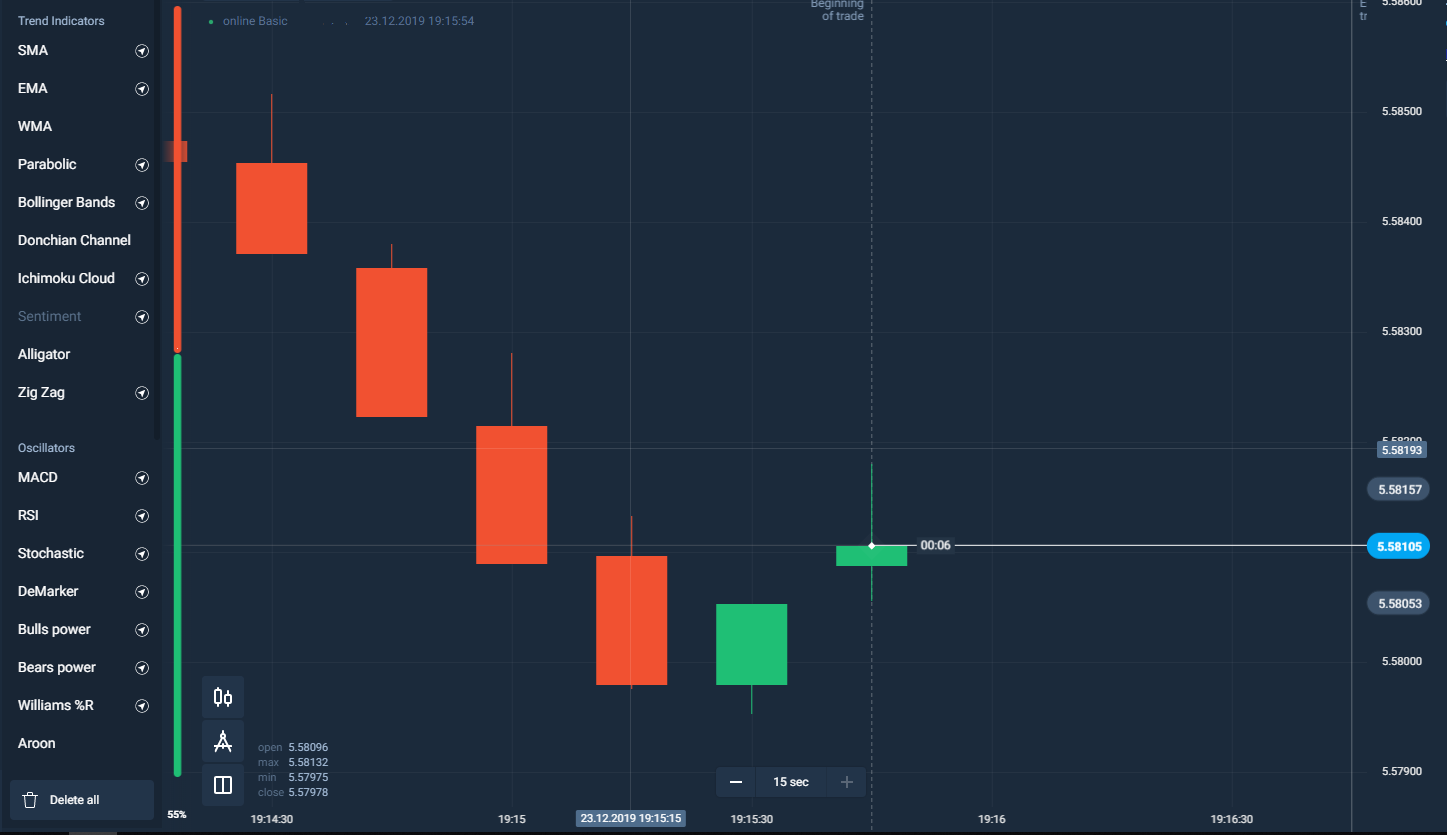 Trend Indicators
SMA
EMA
WMA
Parabolic
Bollinger Bands
Donchian Channel
Ichimoku Cloud
Sentiment
Alligator
Zig Zag
Oscillators
MACD
RSI
Stochastic
DeMarker
Bulls power
Bears power
Williams %R
Aroon
Delete all
55%
online Basic
23.12.2019 19:15:54
Beginning
of trade
E
tr
5.58600
5.58500
5.58400
5.58300
5.58200
5.58193
5.58157
00:06
5.58105
5.58053
5.58000
5.57900
open 5.58096
max 5.58132
min 5.57975
close 5.57978
15 sec
19:14:30
19:15
23.12.2019 19:15:15
19:15:30
19:16
19:16:30